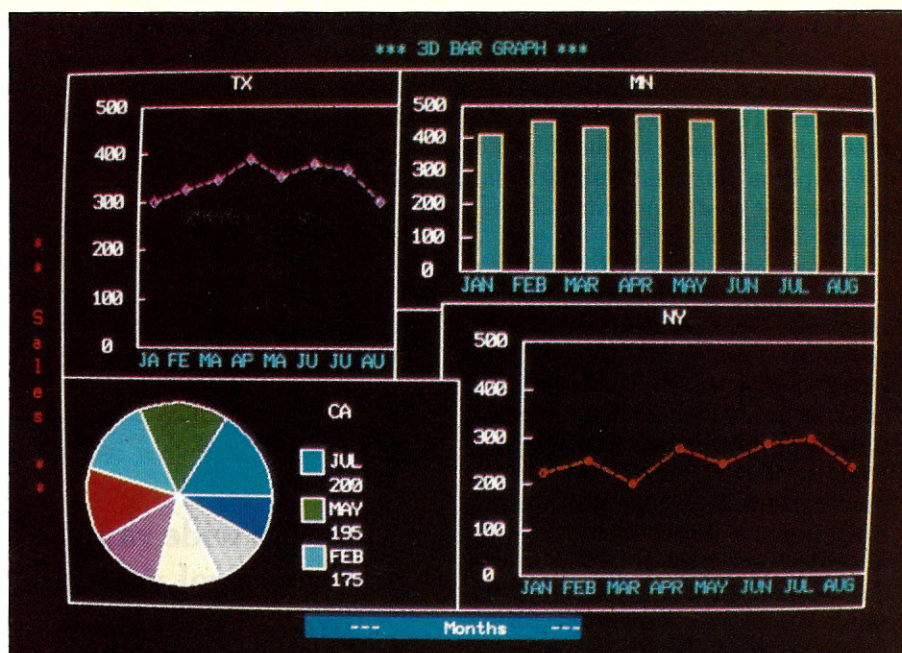 *** 3D BAR GRAPH ***
TX
500
400
300
200
100
0
JA FE MA AP MA JU JU AU
MN
500
400
300
200
100
0
JAN FEB MAR APR MAY JUN JUL AUG
** Sales **
CA
JUL
200
MAY
195
FEB
175
NY
500
400
300
200
100
0
JAN FEB MAR APR MAY JUN JUL AUG
--- Months ---